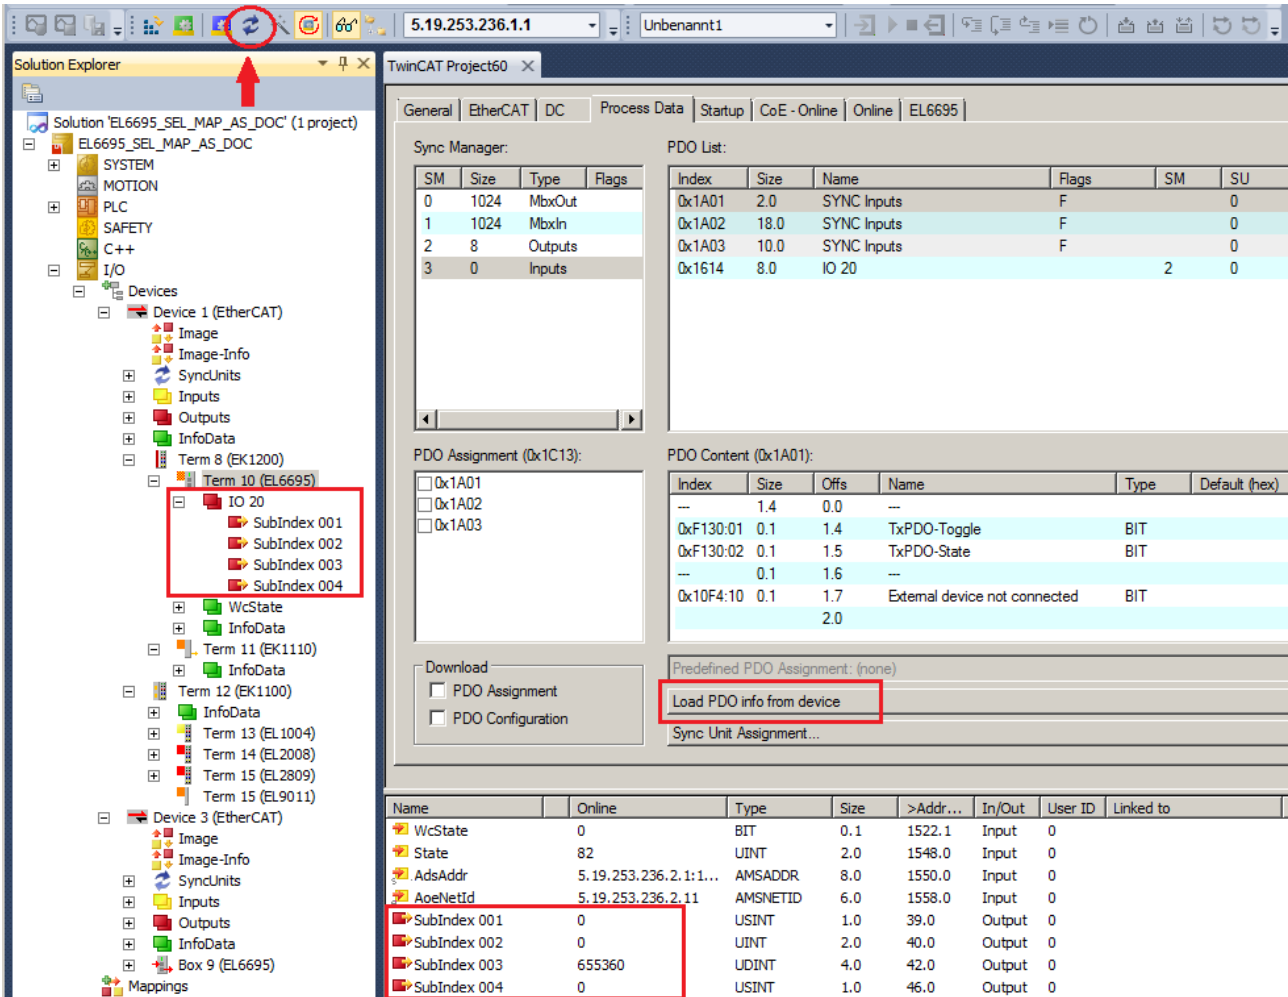 5.19.253.236.1.1
Unbenannt1
Solution Explorer
TwinCAT Project60
Solution 'EL6695_SEL_MAP_AS_DOC' (1 project)
EL6695_SEL_MAP_AS_DOC
SYSTEM
MOTION
PLC
SAFETY
C++
I/O
Devices
Device 1 (EtherCAT)
Image
Image-Info
SyncUnits
Inputs
Outputs
InfoData
Term 8 (EK1200)
Term 10 (EL6695)
IO 20
SubIndex 001
SubIndex 002
SubIndex 003
SubIndex 004
WcState
InfoData
Term 11 (EK1110)
InfoData
Term 12 (EK1100)
InfoData
Term 13 (EL1004)
Term 14 (EL2008)
Term 15 (EL2809)
Term 15 (EL9011)
Device 3 (EtherCAT)
Image
Image-Info
SyncUnits
Inputs
Outputs
InfoData
Box 9 (EL6695)
Mappings
General EtherCAT DC Process Data Startup CoE - Online Online EL6695
Sync Manager:
SM Size Type Flags
0 1024 MbxOut
1 1024 MbxIn
2 8 Outputs
3 0 Inputs
PDO List:
Index Size Name Flags SM SU
0x1A01 2.0 SYNC Inputs F 0
0x1A02 18.0 SYNC Inputs F 0
0x1A03 10.0 SYNC Inputs F 0
0x1614 8.0 IO 20 2 0
PDO Assignment (0x1C13):
0x1A01
0x1A02
0x1A03
PDO Content (0x1A01):
Index Size Offs Name Type Default (hex)
--- 1.4 0.0 ---
0xF130:01 0.1 1.4 TxPDO-Toggle BIT
0xF130:02 0.1 1.5 TxPDO-State BIT
--- 0.1 1.6 ---
0x10F4:10 0.1 1.7 External device not connected BIT
2.0
Download
PDO Assignment
PDO Configuration
Predefined PDO Assignment: (none)
Load PDO info from device
Sync Unit Assignment...
Name Online Type Size >Addr... In/Out User ID Linked to
WcState 0 BIT 0.1 1522.1 Input 0
State 82 UINT 2.0 1548.0 Input 0
AdsAddr 5.19.253.236.2.1:1... AMSADDR 8.0 1550.0 Input 0
AoeNetId 5.19.253.236.2.11 AMSNETID 6.0 1558.0 Input 0
SubIndex 001 0 USINT 1.0 39.0 Output 0
SubIndex 002 0 UINT 2.0 40.0 Output 0
SubIndex 003 655360 UDINT 4.0 42.0 Output 0
SubIndex 004 0 USINT 1.0 46.0 Output 0